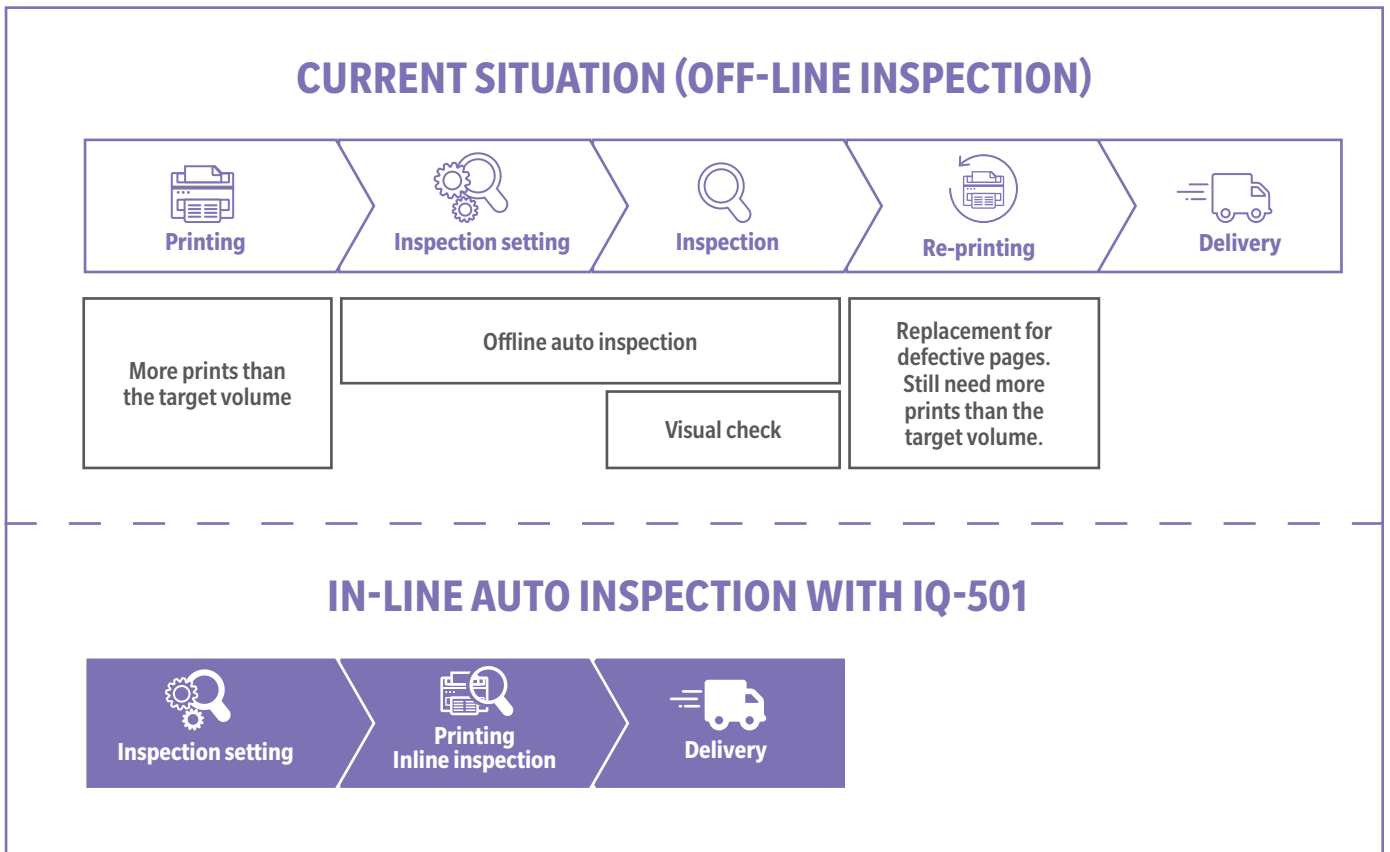 CURRENT SITUATION (OFF-LINE INSPECTION)
Printing
Inspection setting
Inspection
Re-printing
Delivery
More prints than
the target volume
Offline auto inspection
Visual check
Replacement for
defective pages.
Still need more
prints than the
target volume.
IN-LINE AUTO INSPECTION WITH IQ-501
Inspection setting
Printing
Inline inspection
Delivery